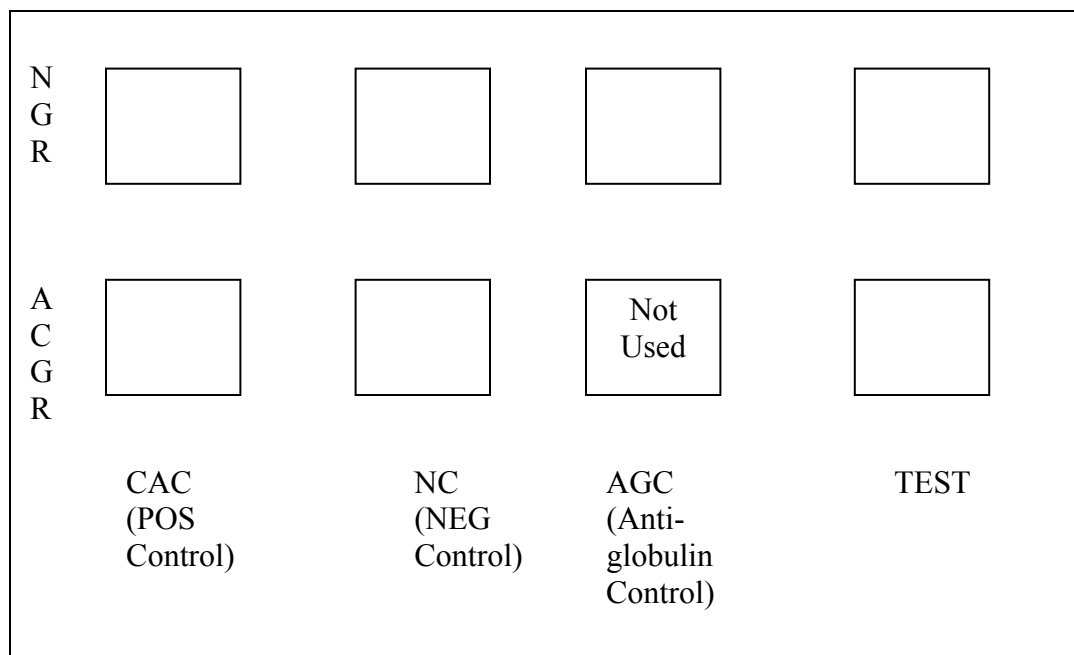 N
G
R
A
C
G
R
Not
Used
CAC
(POS
Control)
NC
(NEG
Control)
AGC
(Anti-
globulin
Control)
TEST